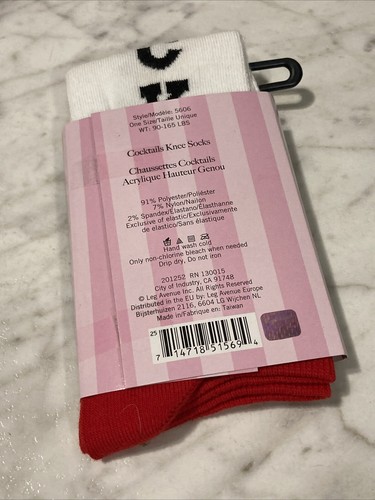 C
K
Style/Modèle: 5606
One Size/Taille Unique
WT: 90-165 LBS
Cocktails Knee Socks
Chaussettes Cocktails
Acrylique Hauteur Genou
91% Polyester/Poliéster
7% Nylon/Nailon
2% Spandex/Elastano/Élasthanne
Exclusive of elastic/Exclusivamente
de elastico/Sans élastique
Hand wash cold
Only non-chlorine bleach when needed
Drip dry, Do not iron
201252 RN 130015
City of Industry, CA 91748
© Leg Avenue Inc. All Rights Reserved
Distributed in the EU by: Leg Avenue Europe
Bijsterhuizen 2116, 6604 LG Wijchen NL
Made in/Fabrique en: Taiwan
25
7 14718 51569 4